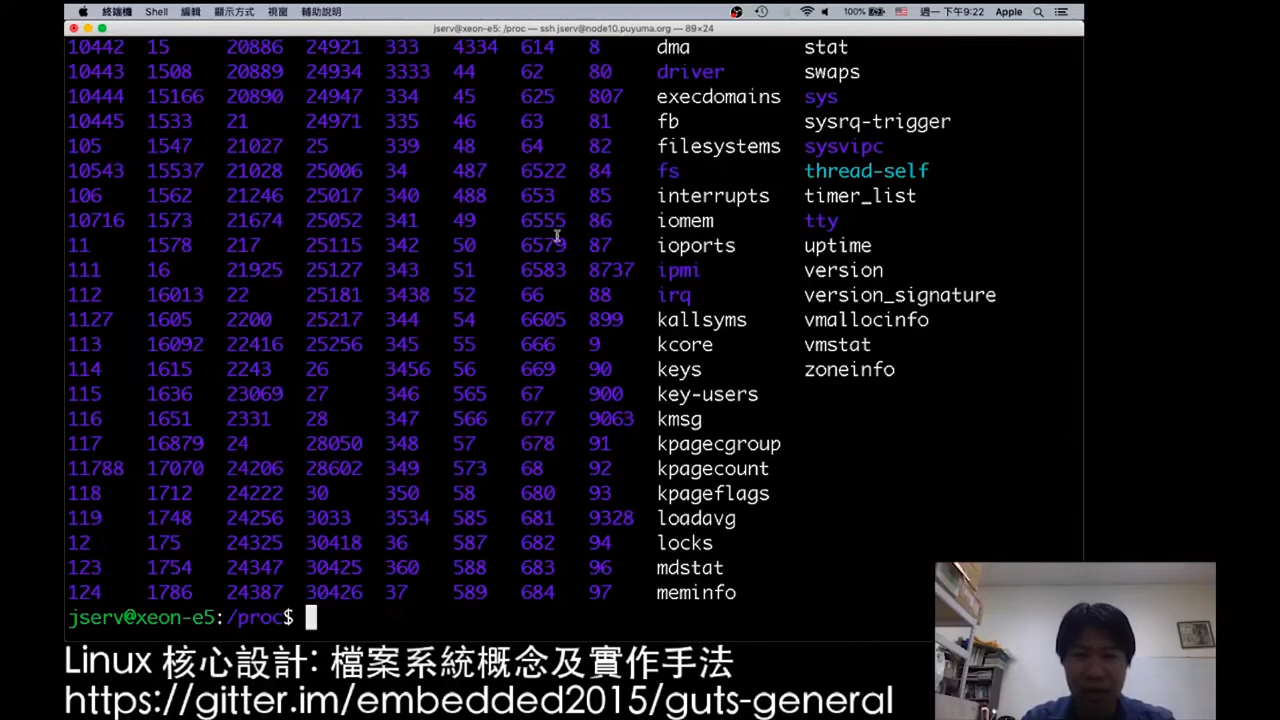 終端機 Shell 編輯 顯示方式 視窗 輔助說明 100% 週一下午9:22 Apple
jserv@xeon-e5: /proc — ssh jserv@node10.puyuma.org — 89×24
10442 15 20886 24921 333 4334 614 8 dma stat
10443 1508 20889 24934 3333 44 62 80 driver swaps
10444 15166 20890 24947 334 45 625 807 execdomains sys
10445 1533 21 24971 335 46 63 81 fb sysrq-trigger
105 1547 21027 25 339 48 64 82 filesystems sysvipc
10543 15537 21028 25006 34 487 6522 84 fs thread-self
106 1562 21246 25017 340 488 653 85 interrupts timer_list
10716 1573 21674 25052 341 49 6555 86 iomem tty
11 1578 217 25115 342 50 6579 87 ioports uptime
111 16 21925 25127 343 51 6583 8737 ipmi version
112 16013 22 25181 3438 52 66 88 irq version_signature
1127 1605 2200 25217 344 54 6605 899 kallsyms vmallocinfo
113 16092 22416 25256 345 55 666 9 kcore vmstat
114 1615 2243 26 3456 56 669 90 keys zoneinfo
115 1636 23069 27 346 565 67 900 key-users
116 1651 2331 28 347 566 677 9063 kmsg
117 16879 24 28050 348 57 678 91 kpagecgroup
11788 17070 24206 28602 349 573 68 92 kpagecount
118 1712 24222 30 350 58 680 93 kpageflags
119 1748 24256 3033 3534 585 681 9328 loadavg
12 175 24325 30418 36 587 682 94 locks
123 1754 24347 30425 360 588 683 96 mdstat
124 1786 24387 30426 37 589 684 97 meminfo
jserv@xeon-e5:/proc$
Linux 核心設計: 檔案系統概念及實作手法
https://gitter.im/embedded2015/guts-general